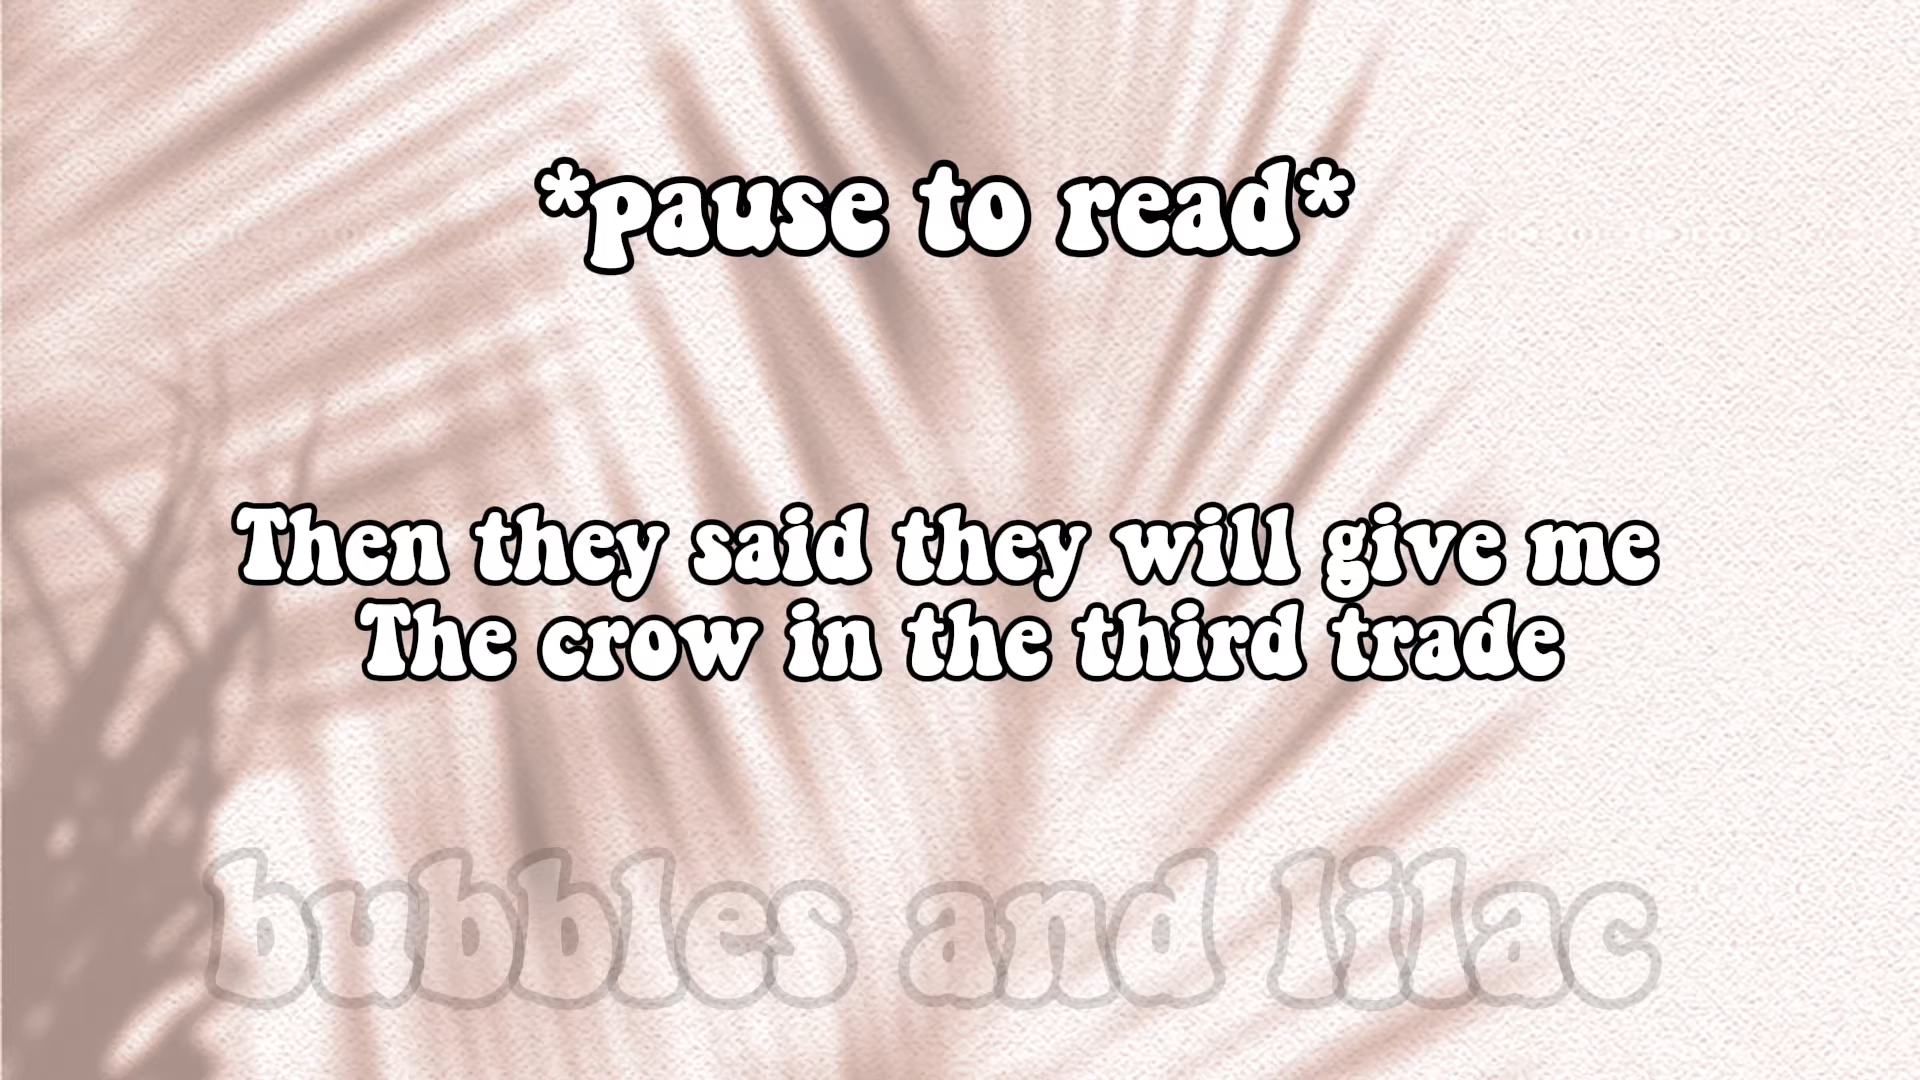 *pause to read*
Then they said they will give me
The crow in the third trade
bubbles and lilac